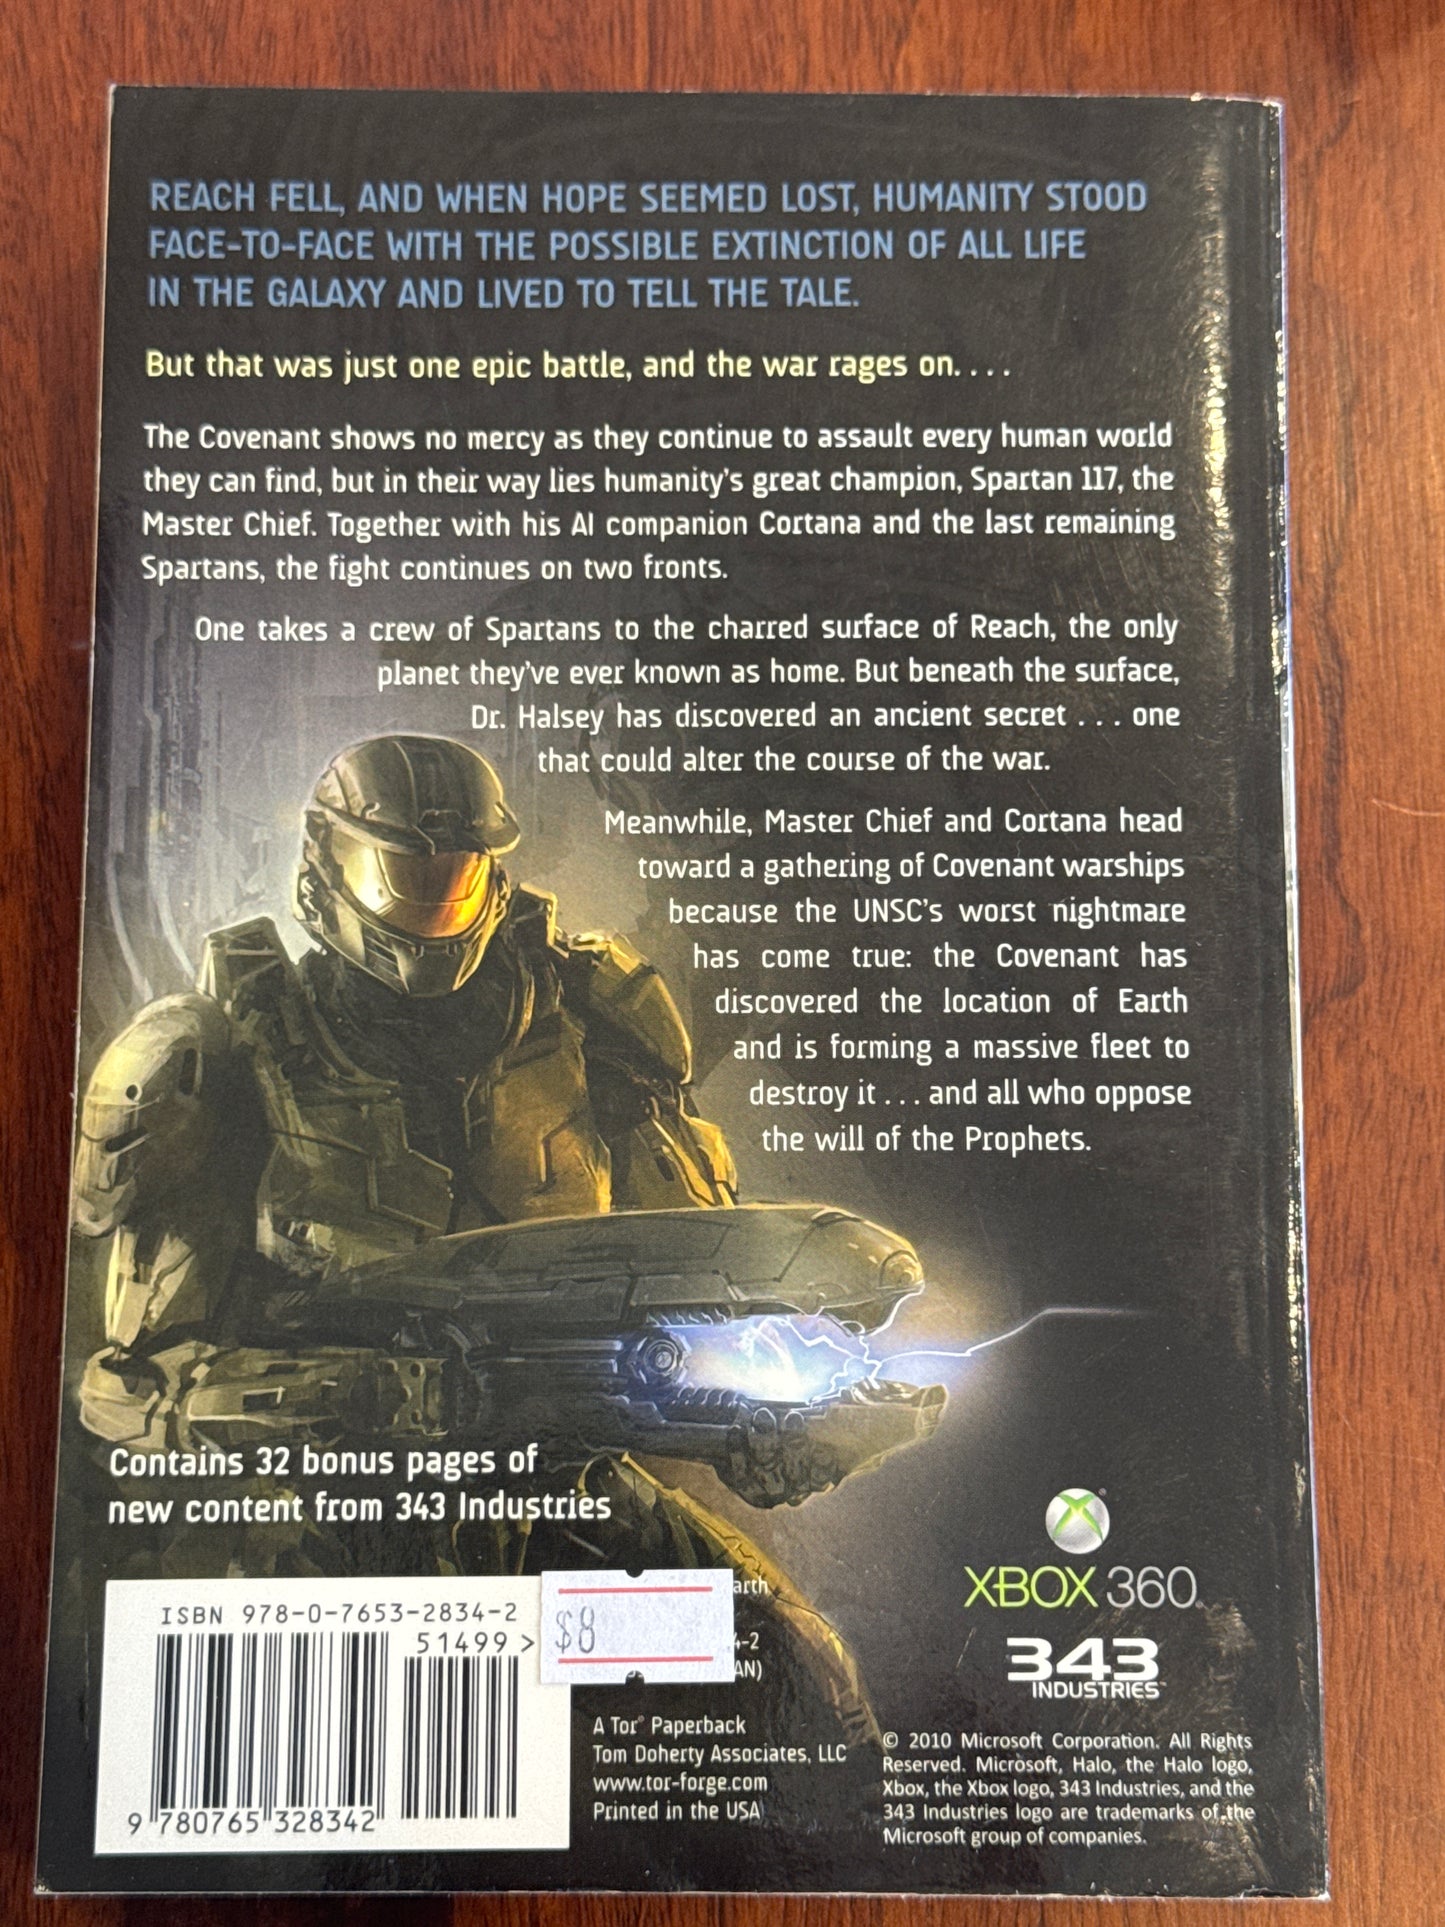 REACH FELL, AND WHEN HOPE SEEMED LOST, HUMANITY STOOD
FACE-TO-FACE WITH THE POSSIBLE EXTINCTION OF ALL LIFE
IN THE GALAXY AND LIVED TO TELL THE TALE.
But that was just one epic battle, and the war rages on. . . .
The Covenant shows no mercy as they continue to assault every human world
they can find, but in their way lies humanity's great champion, Spartan 117, the
Master Chief. Together with his AI companion Cortana and the last remaining
Spartans, the fight continues on two fronts.
One takes a crew of Spartans to the charred surface of Reach, the only
planet they've ever known as home. But beneath the surface,
Dr. Halsey has discovered an ancient secret . . . one
that could alter the course of the war.
Meanwhile, Master Chief and Cortana head
toward a gathering of Covenant warships
because the UNSC's worst nightmare
has come true: the Covenant has
discovered the location of Earth
and is forming a massive fleet to
destroy it . . . and all who oppose
the will of the Prophets.
Contains 32 bonus pages of
new content from 343 Industries
ISBN 978-0-7653-2834-2
51499>
9 780765 328342
$8
arth
4-2
AN)
A Tor® Paperback
Tom Doherty Associates, LLC
www.tor-forge.com
Printed in the USA
XBOX 360®
343
INDUSTRIES™
© 2010 Microsoft Corporation. All Rights
Reserved. Microsoft, Halo, the Halo logo,
Xbox, the Xbox logo, 343 Industries, and the
343 Industries logo are trademarks of the
Microsoft group of companies.